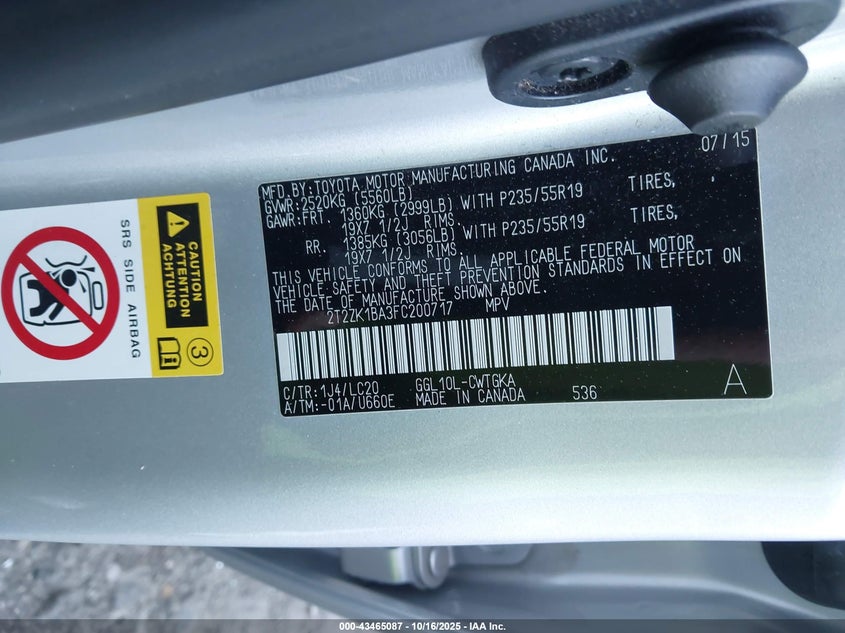 07/15
MFD.BY:TOYOTA MOTOR MANUFACTURING CANADA INC.
GVWR:2520KG (5560LB)
GAWR:FRT. 1360KG (2999LB) WITH P235/55R19 TIRES,
19X7 1/2J RIMS.
RR. 1385KG (3056LB) WITH P235/55R19 TIRES,
19X7 1/2J RIMS.
THIS VEHICLE CONFORMS TO ALL APPLICABLE FEDERAL MOTOR
VEHICLE SAFETY AND THEFT PREVENTION STANDARDS IN EFFECT ON
THE DATE OF MANUFACTURE SHOWN ABOVE.
2T2ZK1BA3FC200717 MPV
C/TR:1J4/LC20 GGL10L-CWTGKA
A/TM:-01A/U660E MADE IN CANADA 536 A
SRS SIDE AIRBAG
CAUTION
ATTENTION
ACHTUNG
3
000-43465087 - 10/16/2025 - IAA Inc.